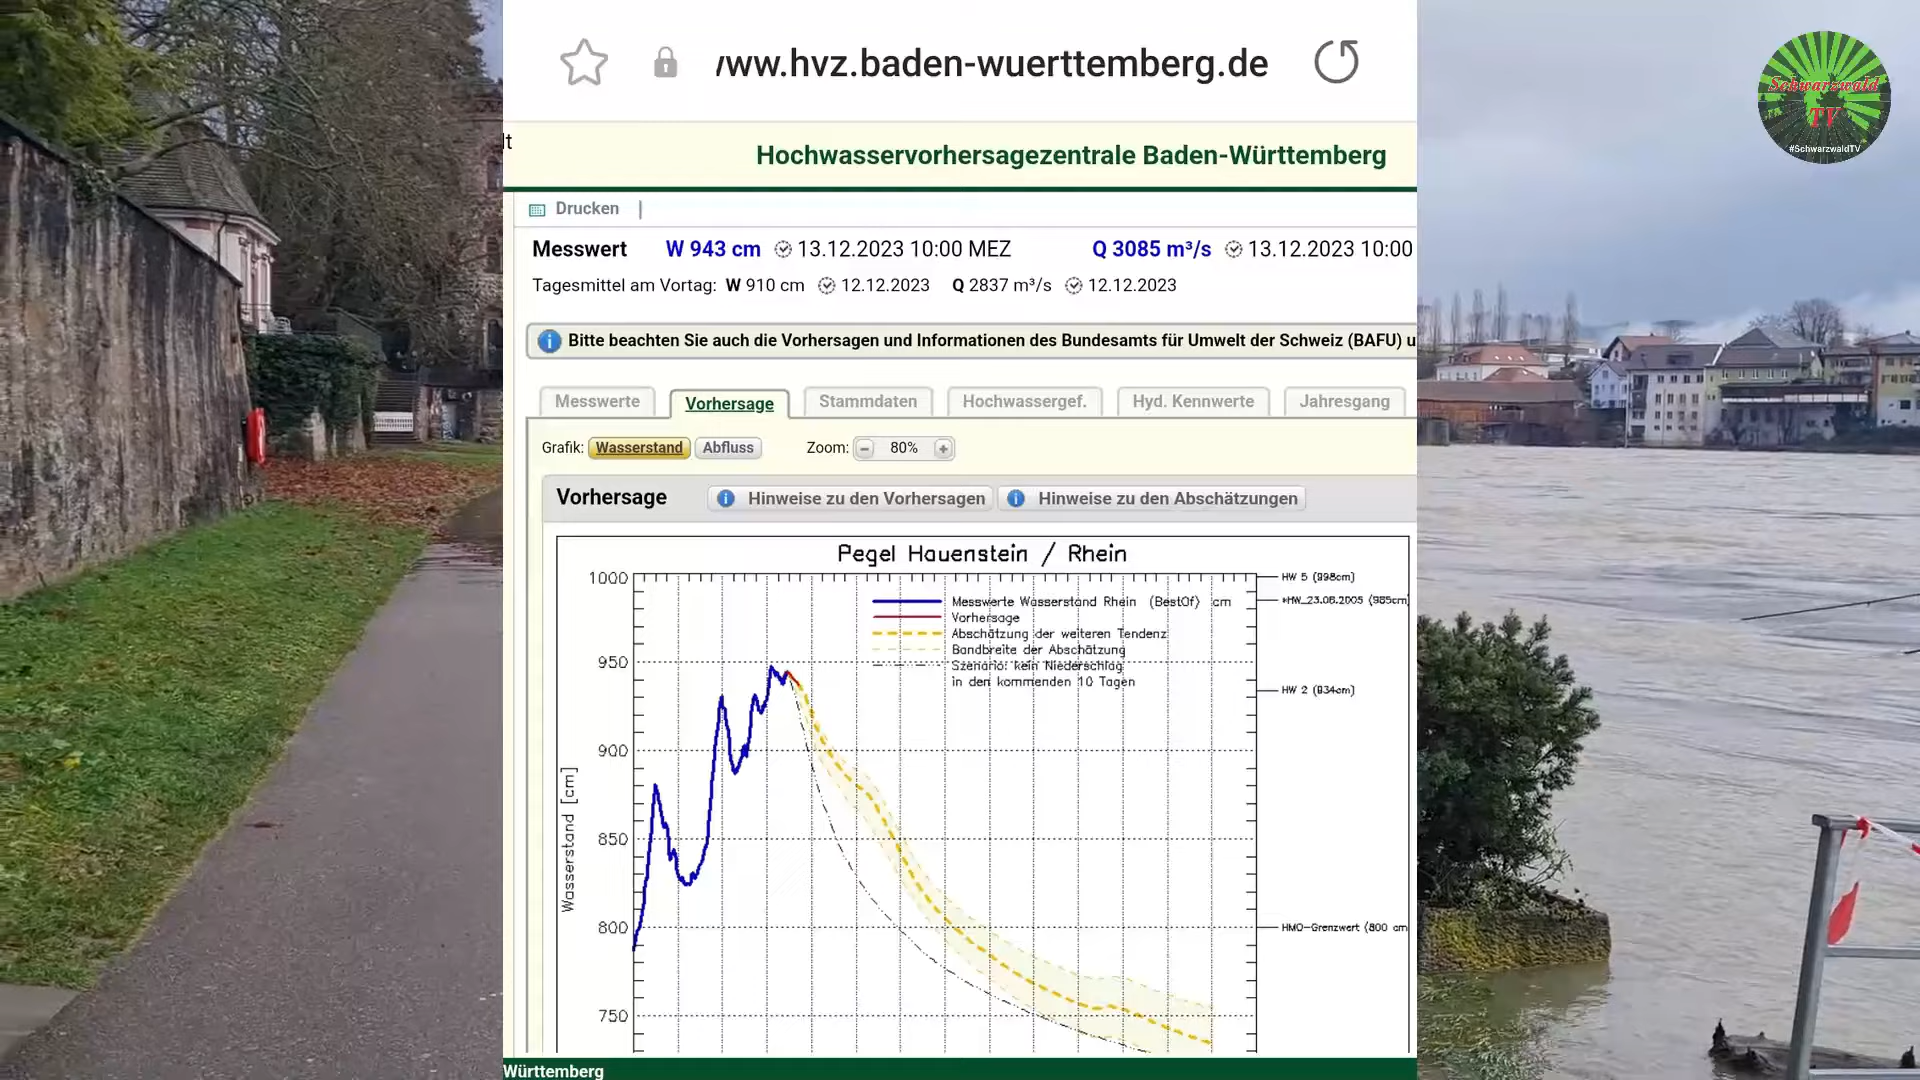 /ww.hvz.baden-wuerttemberg.de
lt
Hochwasservorhersagezentrale Baden-Württemberg
Drucken |
Messwert W 943 cm 13.12.2023 10:00 MEZ Q 3085 m³/s 13.12.2023 10:00
Tagesmittel am Vortag: W 910 cm 12.12.2023 Q 2837 m³/s 12.12.2023
Bitte beachten Sie auch die Vorhersagen und Informationen des Bundesamts für Umwelt der Schweiz (BAFU) u
Messwerte Vorhersage Stammdaten Hochwassergef. Hyd. Kennwerte Jahresgang
Grafik: Wasserstand Abfluss Zoom: 80%
Vorhersage Hinweise zu den Vorhersagen Hinweise zu den Abschätzungen
Pegel Hauenstein / Rhein
Messwerte Wasserstand Rhein (BestOf) cm
Vorhersage
Abschätzung der weiteren Tendenz
Bandbreite der Abschätzung
Szenario: kein Niederschlag
in den kommenden 10 Tagen
Wasserstand [cm]
1000
950
900
850
800
750
HW 5 (998cm)
*HW_23.08.2005 (985cm)
HW 2 (934cm)
HMO-Grenzwert (800 cm
Württemberg
Schwarzwald
TV
#SchwarzwaldTV